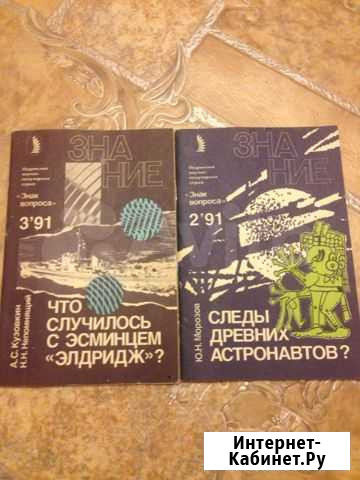 ЗНА
НИЕ
Подписная
научно-
популярная
серия
«Знак
вопроса»
3'91
ЧТО
СЛУЧИЛОСЬ
С ЭСМИНЦЕМ
«ЭЛДРИДЖ»?
А.С. Кузовкин
Н.Н. Непомнящий
ЗНА
НИЕ
Подписная
научно-
популярная
серия
«Знак
вопроса»
2'91
СЛЕДЫ
ДРЕВНИХ
АСТРОНАВТОВ?
Ю.Н. Морозов
Интернет-
Кабинет.Ру